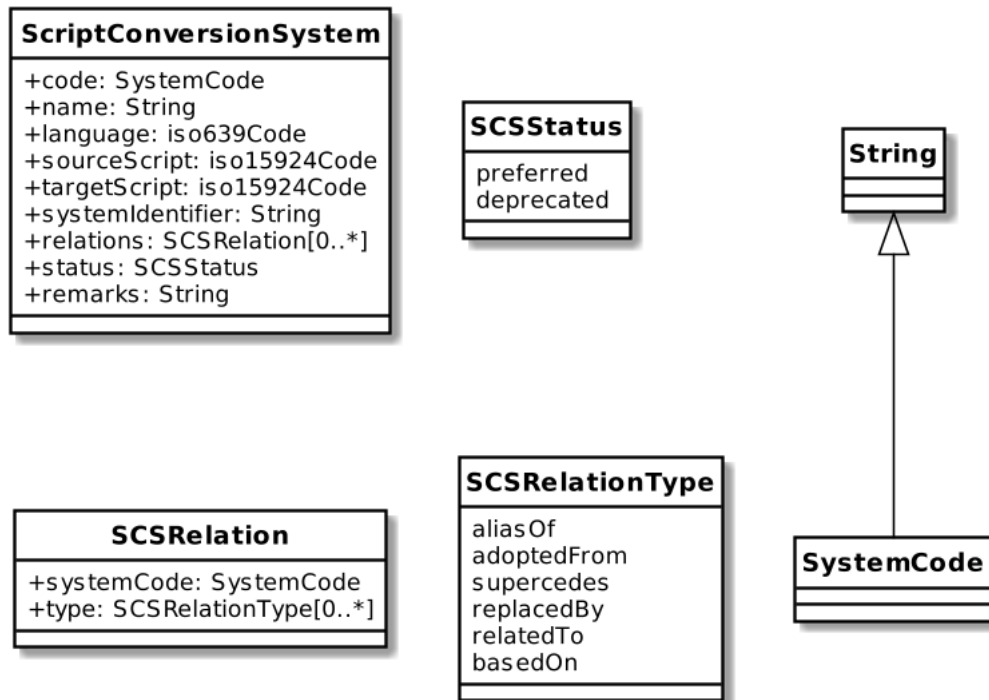 ScriptConversionSystem
+code: SystemCode
+name: String
+language: iso639Code
+sourceScript: iso15924Code
+targetScript: iso15924Code
+systemIdentifier: String
+relations: SCSRelation[0..*]
+status: SCSStatus
+remarks: String
SCSStatus
preferred
deprecated
String
SCSRelation
+systemCode: SystemCode
+type: SCSRelationType[0..*]
SCSRelationType
aliasOf
adoptedFrom
supercedes
replacedBy
relatedTo
basedOn
SystemCode